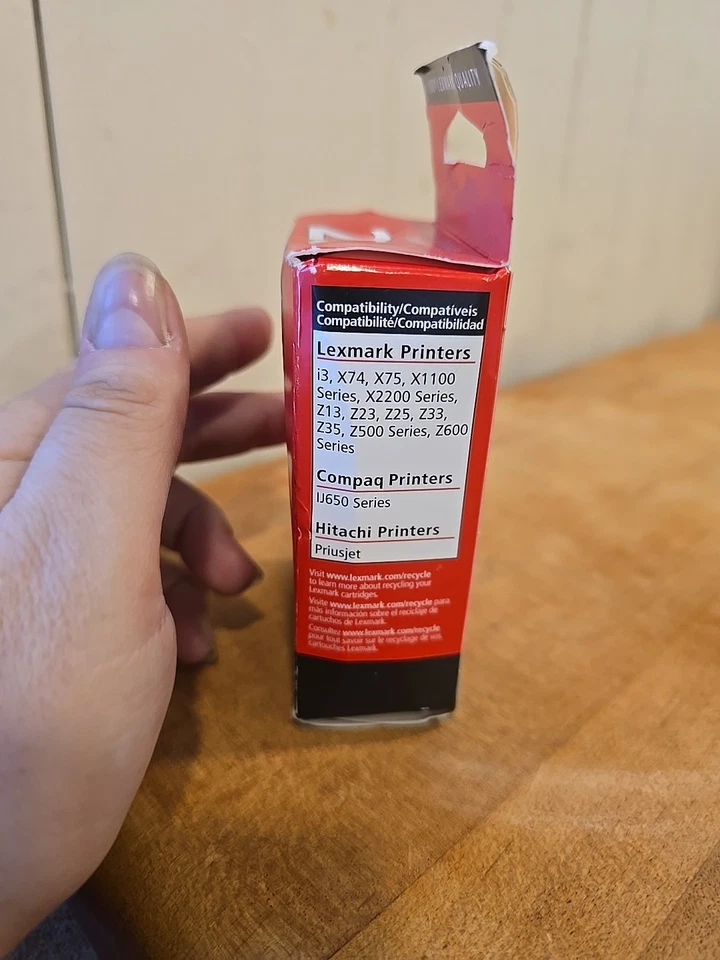 QUALITY
Compatibility/Compatíveis
Compatibilité/Compatibilidad
Lexmark Printers
i3, X74, X75, X1100
Series, X2200 Series,
Z13, Z23, Z25, Z33,
Z35, Z500 Series, Z600
Series
Compaq Printers
IJ650 Series
Hitachi Printers
Priusjet
Visit www.lexmark.com/recycle
to learn more about recycling your
Lexmark cartridges.
Visite www.lexmark.com/recycle para
más información sobre el reciclaje de
cartuchos de Lexmark.
Consultez www.lexmark.com/recycle
pour tout savoir sur le recyclage de vos
cartouches Lexmark.